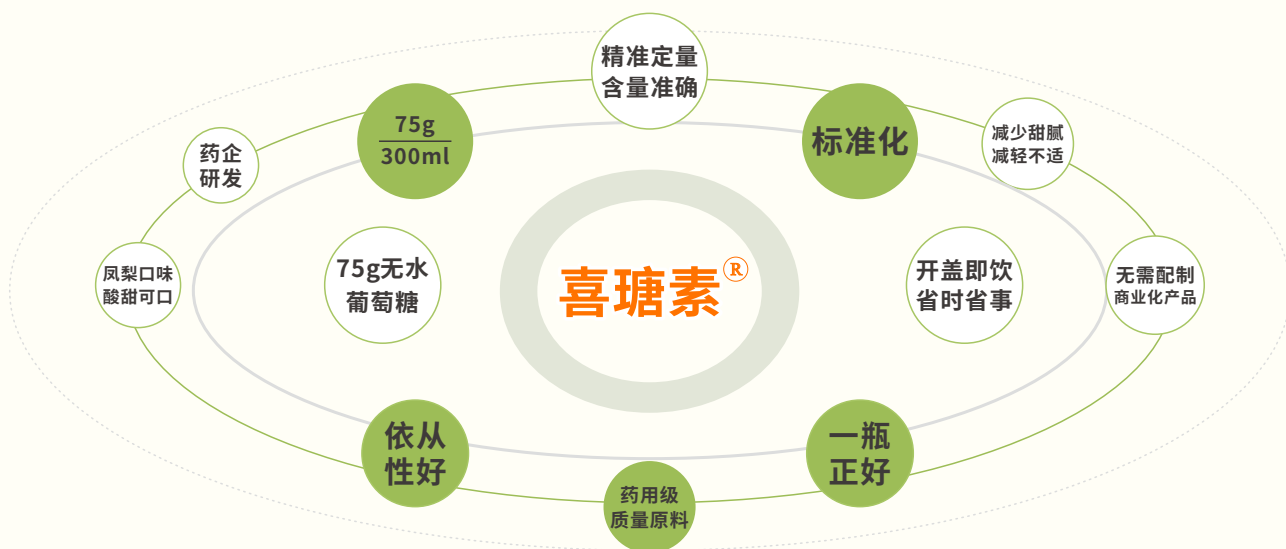 精准定量
含量准确
75g
300ml
标准化
减少甜腻
减轻不适
药企
研发
凤梨口味
酸甜可口
75g无水
葡萄糖
喜瑭素®
开盖即饮
省时省事
无需配制
商业化产品
依从
性好
一瓶
正好
药用级
质量原料